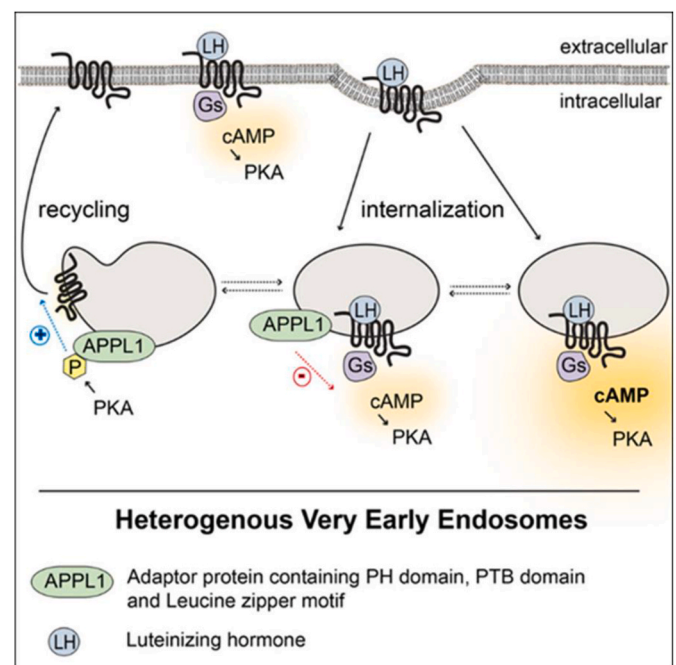 LH
extracellular
LH
intracellular
Gs
cAMP
PKA
recycling
internalization
LH
LH
APPL1
APPL1
Gs
Gs
P
PKA
cAMP
PKA
cAMP
PKA
Heterogenous Very Early Endosomes
APPL1 Adaptor protein containing PH domain, PTB domain
and Leucine zipper motif
LH Luteinizing hormone